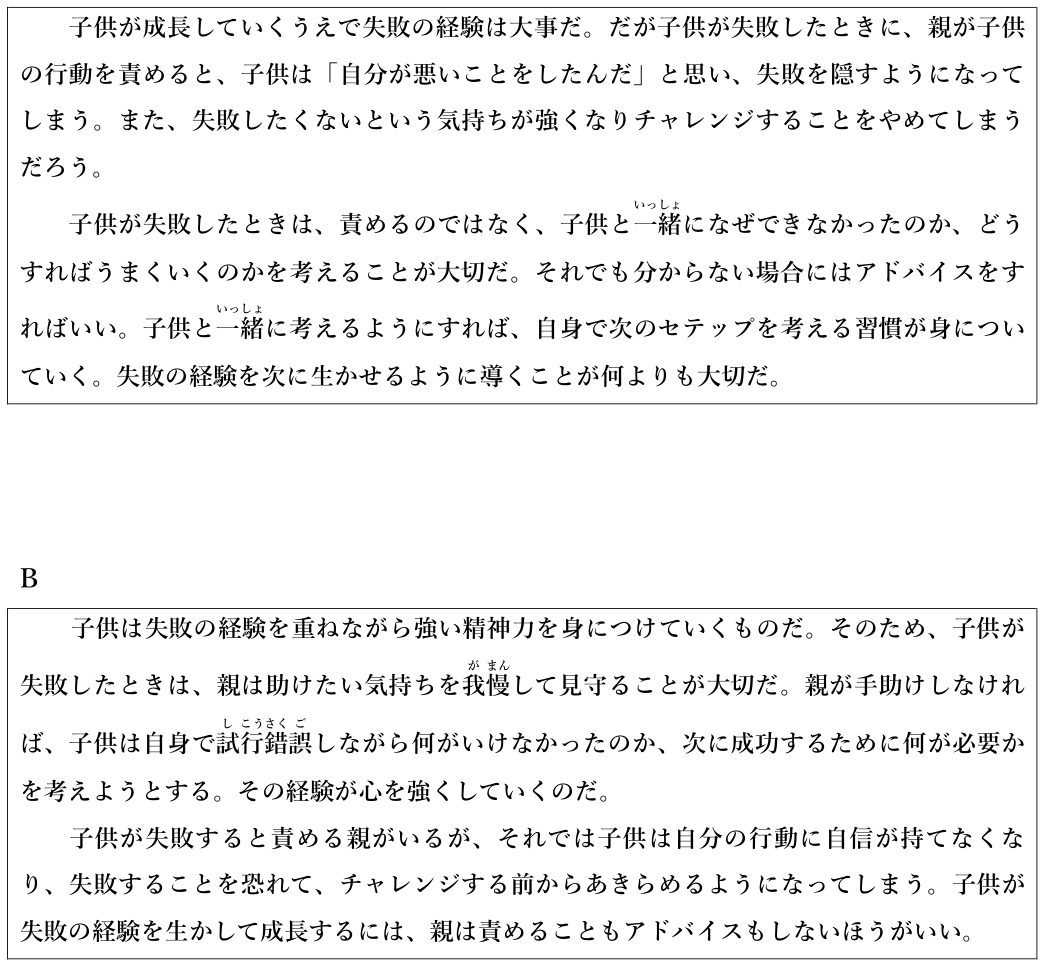 子供が成長していくうえで失敗の経験は大事だ。だが子供が失敗したときに、親が子供
の行動を責めると、子供は「自分が悪いことをしたんだ」と思い、失敗を隠すようになって
しまう。また、失敗したくないという気持ちが強くなりチャレンジすることをやめてしまう
だろう。
いっしょ
子供が失敗したときは、責めるのではなく、子供と一緒になぜできなかったのか、どう
すればうまくいくのかを考えることが大切だ。それでも分からない場合にはアドバイスをす
いっしょ
ればいい。子供と一緒に考えるようにすれば、自身で次のセテップを考える習慣が身につい
ていく。失敗の経験を次に生かせるように導くことが何よりも大切だ。
B
子供は失敗の経験を重ねながら強い精神力を身につけていくものだ。そのため、子供が
が まん
失敗したときは、親は助けたい気持ちを我慢して見守ることが大切だ。親が手助けしなけれ
し こうさく ご
ば、子供は自身で試行錯誤しながら何がいけなかったのか、次に成功するために何が必要か
を考えようとする。その経験が心を強くしていくのだ。
子供が失敗すると責める親がいるが、それでは子供は自分の行動に自信が持てなくな
り、失敗することを恐れて、チャレンジする前からあきらめるようになってしまう。子供が
失敗の経験を生かして成長するには、親は責めることもアドバイスもしないほうがいい。